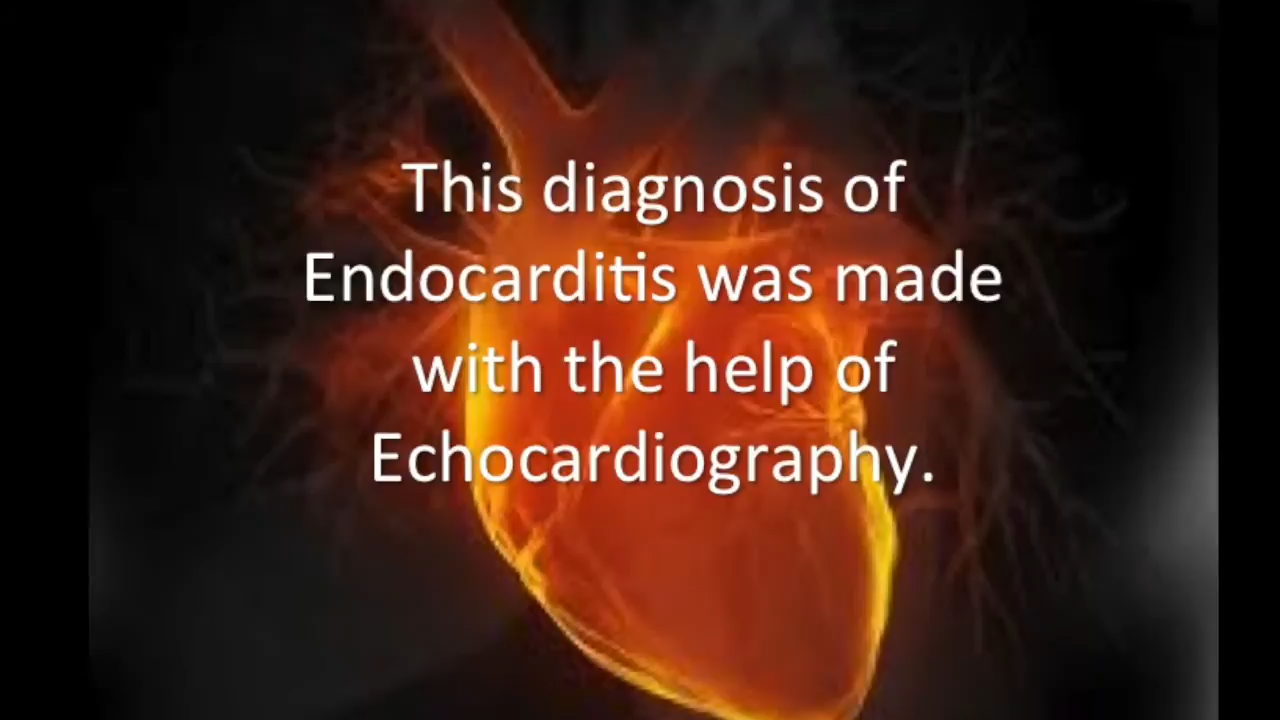 This diagnosis of
Endocarditis was made
with the help of
Echocardiography.